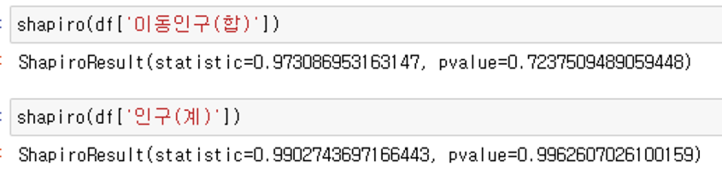 shapiro(df['이동인구(합)'])
ShapiroResult(statistic=0.973086953163147, pvalue=0.7237509489059448)
shapiro(df['인구(계)'])
ShapiroResult(statistic=0.9902743697166443, pvalue=0.9962607026100159)